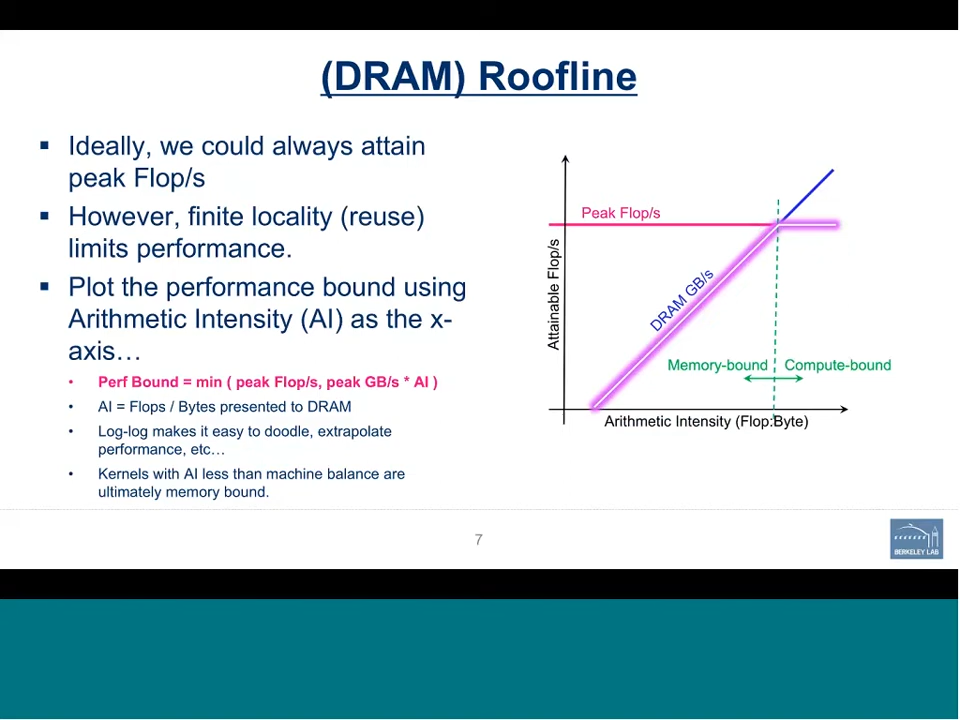 (DRAM) Roofline
▪ Ideally, we could always attain
peak Flop/s
▪ However, finite locality (reuse)
limits performance.
▪ Plot the performance bound using
Arithmetic Intensity (AI) as the x-
axis…
• Perf Bound = min ( peak Flop/s, peak GB/s * AI )
• AI = Flops / Bytes presented to DRAM
• Log-log makes it easy to doodle, extrapolate
performance, etc…
• Kernels with AI less than machine balance are
ultimately memory bound.
Peak Flop/s
Attainable Flop/s
DRAM GB/s
Memory-bound
Compute-bound
Arithmetic Intensity (Flop:Byte)
7
BERKELEY LAB